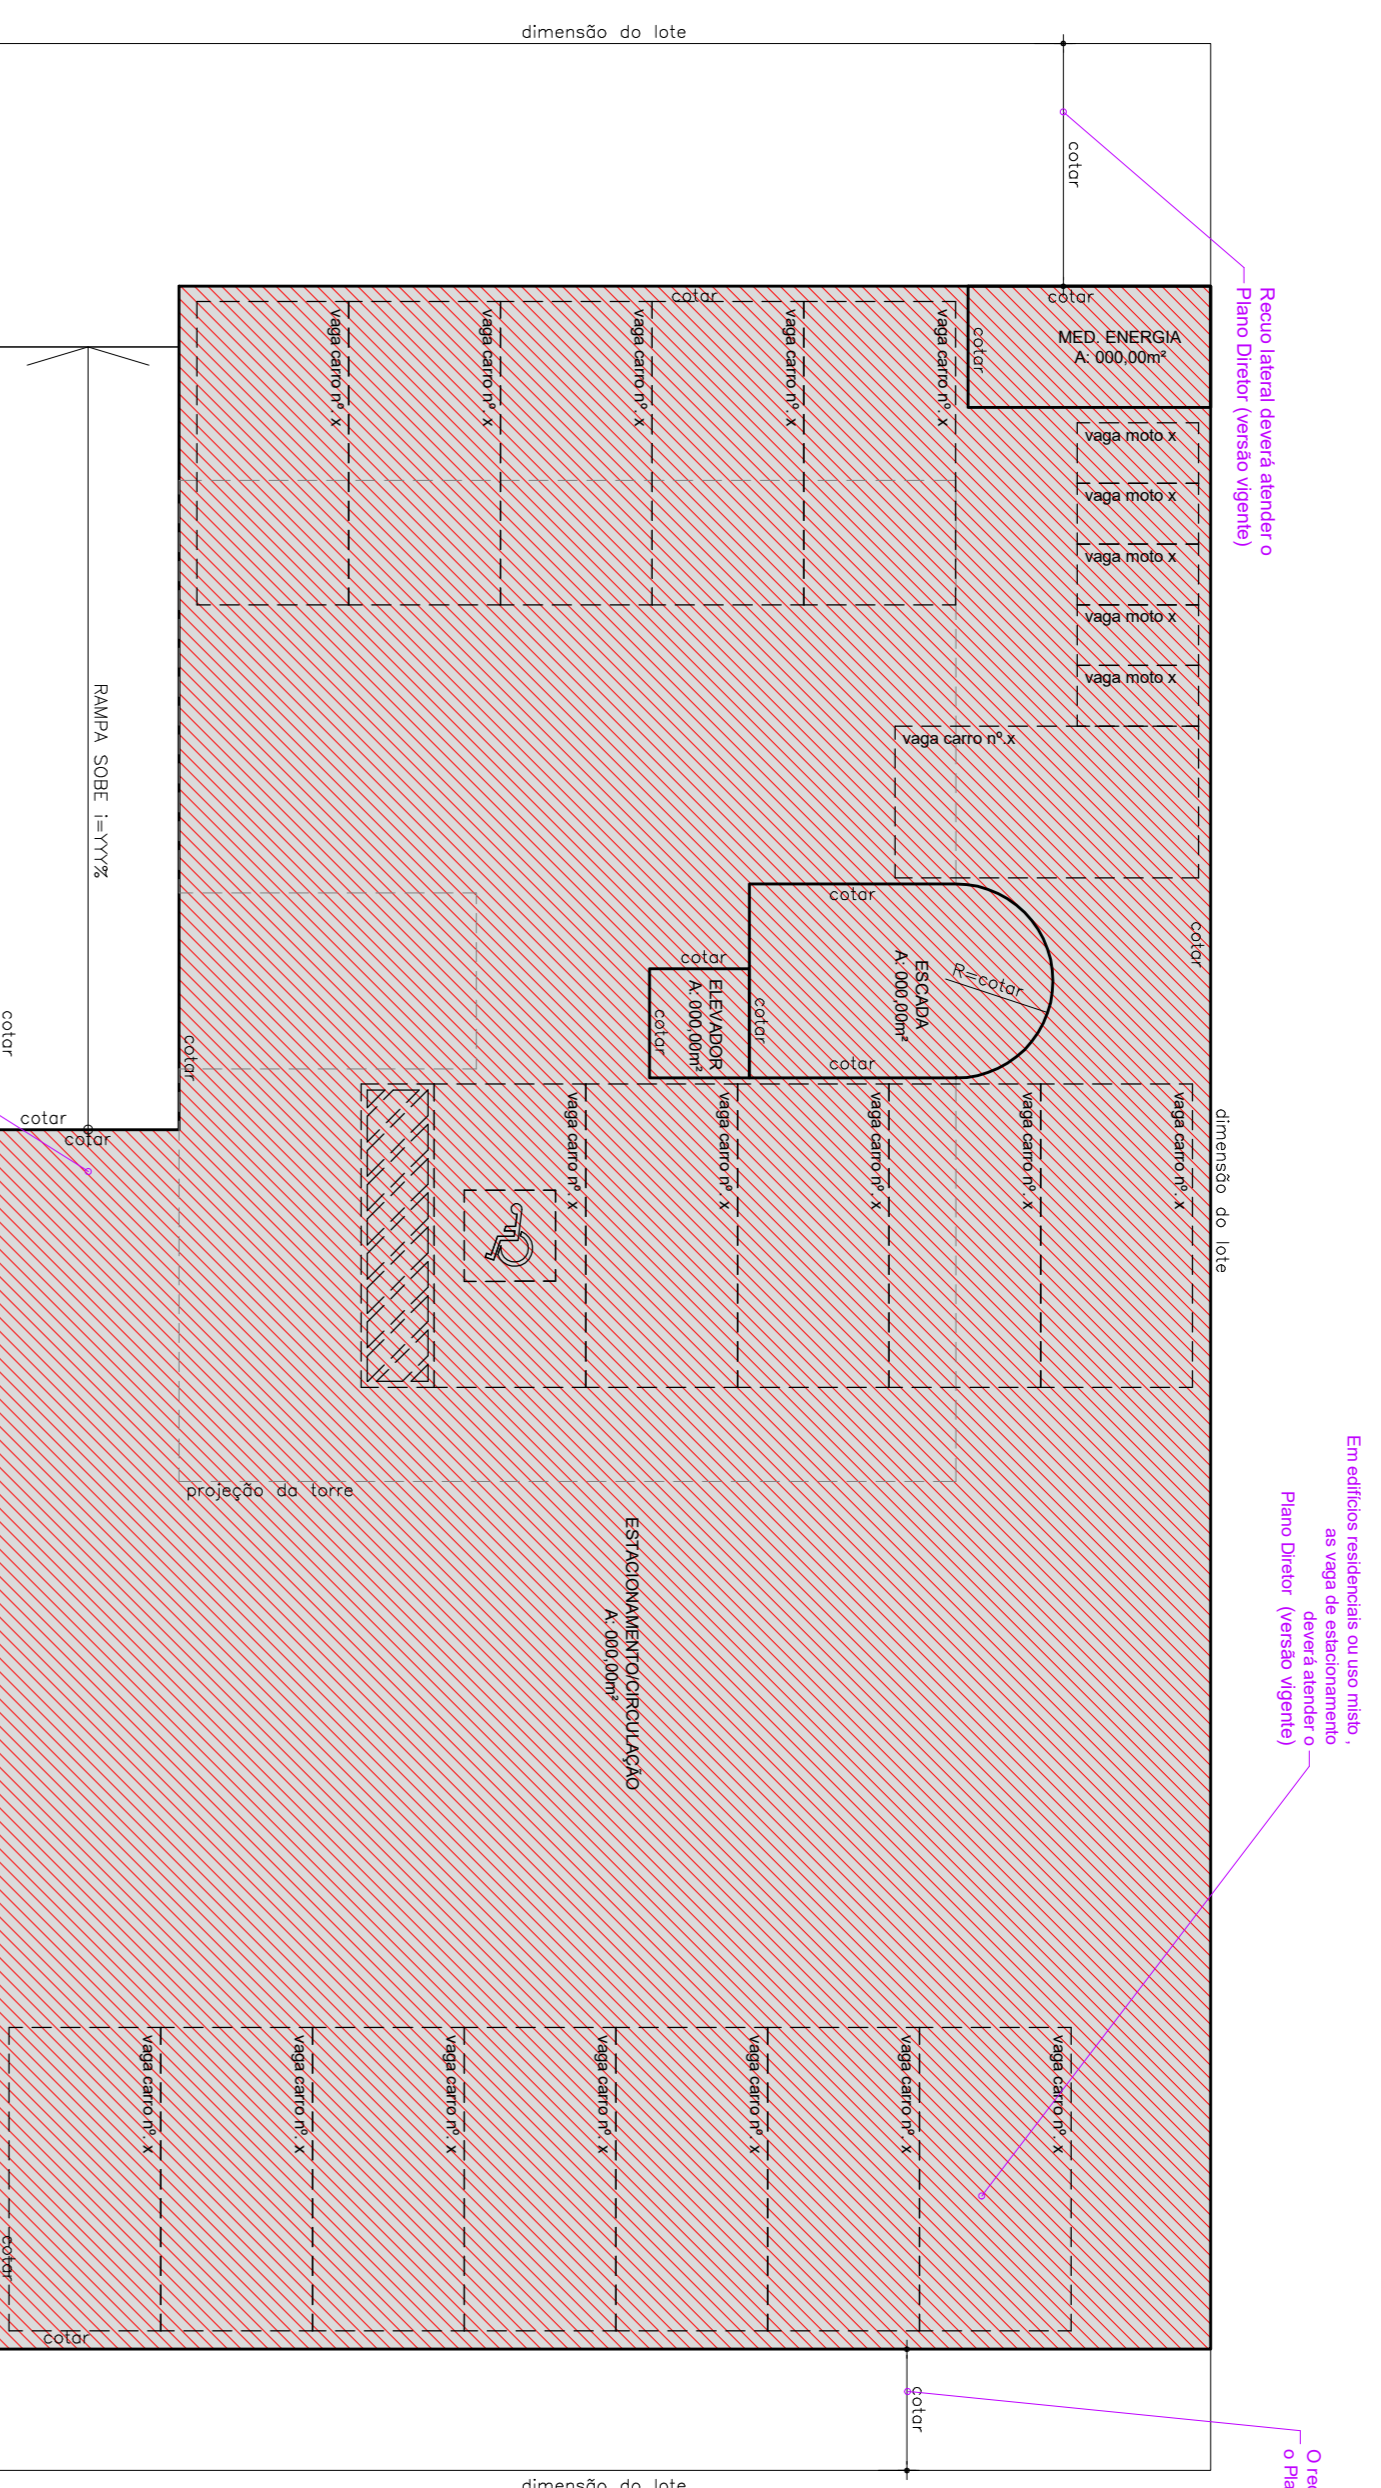 dimensão do lote
cotar
Recuo lateral deverá atender o
Plano Diretor (versão vigente)
cotar
cotar
MED. ENERGIA
A: 000,00m²
cotar
vaga carro nº. x
vaga carro nº. x
vaga carro nº. x
vaga carro nº. x
vaga carro nº. x
vaga moto x
vaga moto x
vaga moto x
vaga moto x
vaga moto x
vaga carro nº.x
RAMPA SOBE i=YYY%
cotar
cotar
ESCADA
A: 000,00m²
R=cotar
cotar
cotar
cotar
ELEVADOR
A: 000,00m²
cotar
cotar
cotar
cotar
cotar
cotar
dimensão do lote
vaga carro nº. x
vaga carro nº. x
vaga carro nº. x
vaga carro nº. x
vaga carro nº. x
projeção da torre
ESTACIONAMENTO/CIRCULAÇÃO
A: 000,00m²
Em edifícios residenciais ou uso misto ,
as vaga de estacionamento
deverá atender o
Plano Diretor (versão vigente)
vaga carro nº. x
vaga carro nº. x
vaga carro nº. x
vaga carro nº. x
vaga carro nº. x
vaga carro nº. x
vaga carro nº. x
cotar
cotar
cotar
O
o
dimensão do lote